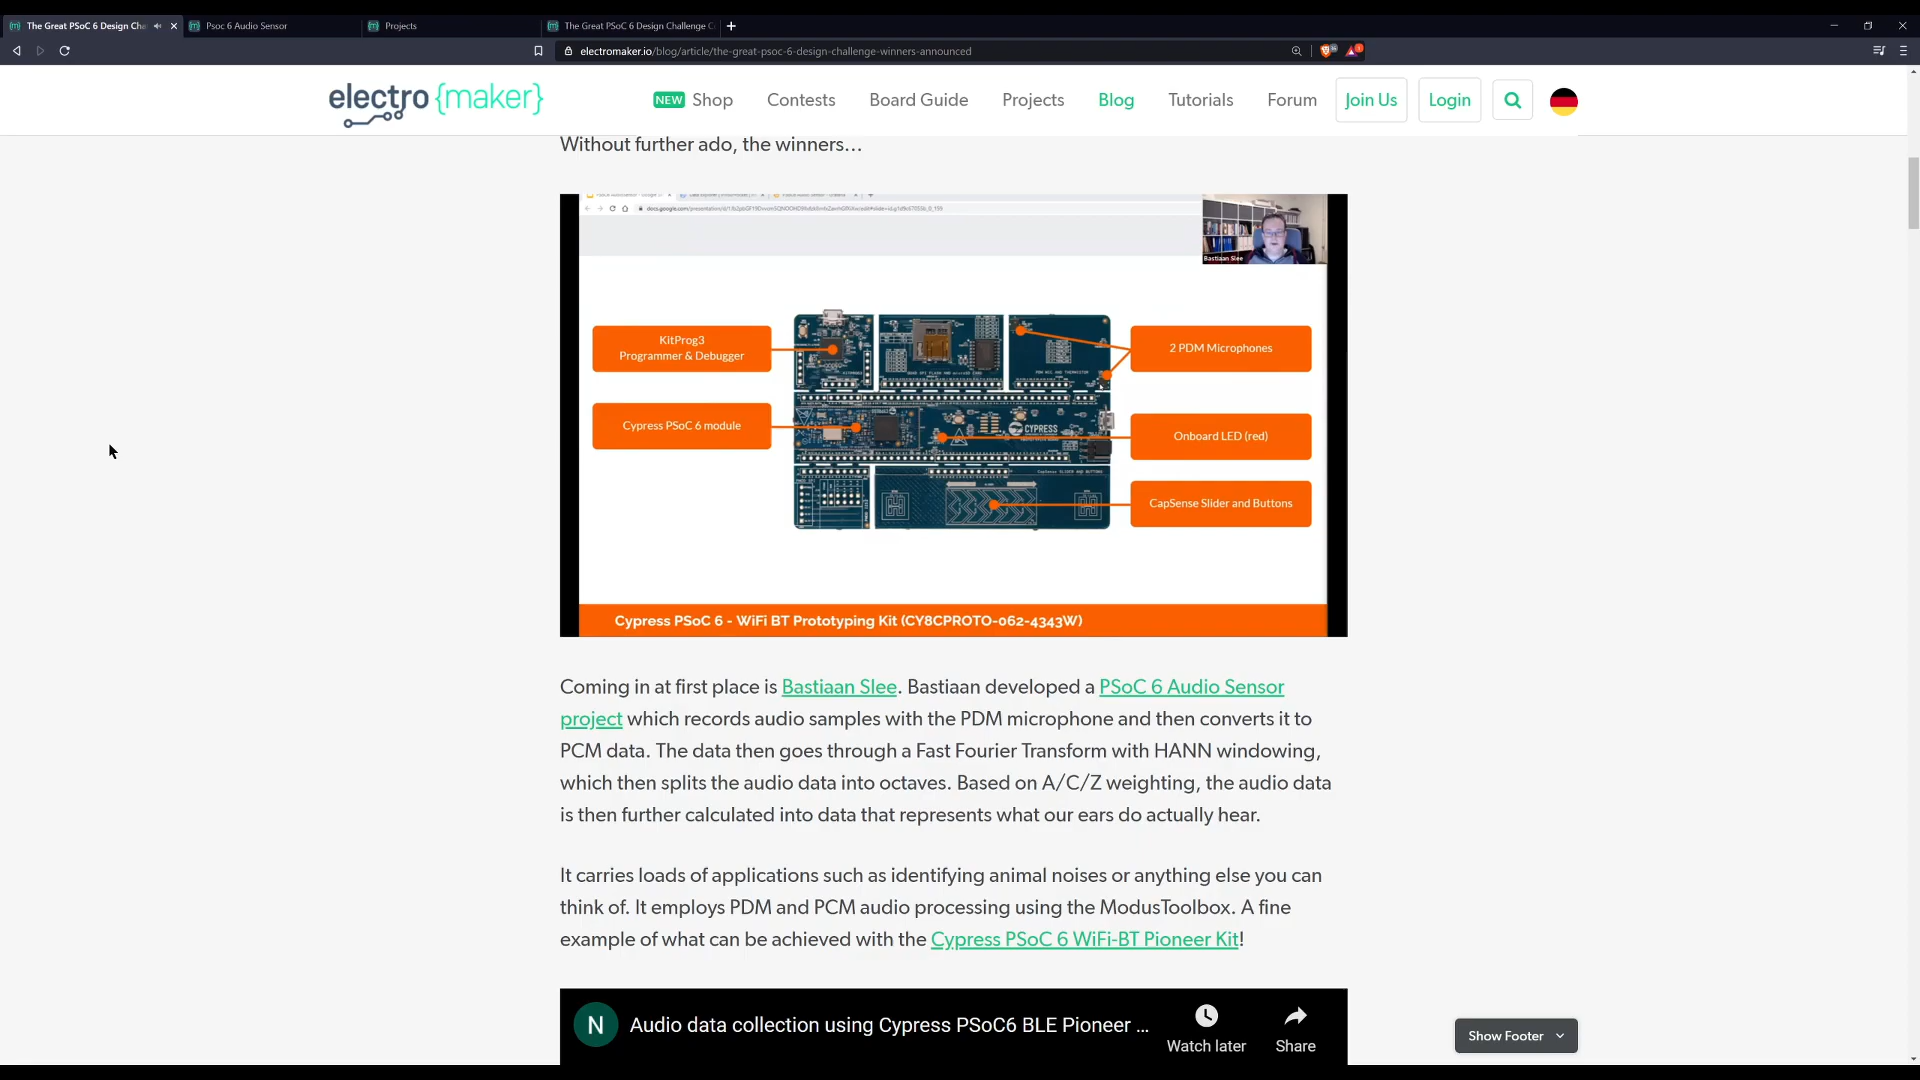 The Great PSoC 6 Design Cha
Psoc 6 Audio Sensor
Projects
The Great PSoC 6 Design Challenge C
electromaker.io/blog/article/the-great-psoc-6-design-challenge-winners-announced
electro {maker}
NEW Shop Contests Board Guide Projects Blog Tutorials Forum Join Us Login
Without further ado, the winners...
Bastiaan Slee
KitProg3
Programmer & Debugger
2 PDM Microphones
Cypress PSoC 6 module
CYPRESS
Onboard LED (red)
CapSense Slider and Buttons
Cypress PSoC 6 - WiFi BT Prototyping Kit (CY8CPROTO-062-4343W)
Coming in at first place is Bastiaan Slee. Bastiaan developed a PSoC 6 Audio Sensor
project which records audio samples with the PDM microphone and then converts it to
PCM data. The data then goes through a Fast Fourier Transform with HANN windowing,
which then splits the audio data into octaves. Based on A/C/Z weighting, the audio data
is then further calculated into data that represents what our ears do actually hear.
It carries loads of applications such as identifying animal noises or anything else you can
think of. It employs PDM and PCM audio processing using the ModusToolbox. A fine
example of what can be achieved with the Cypress PSoC 6 WiFi-BT Pioneer Kit!
N
Audio data collection using Cypress PSoC6 BLE Pioneer ...
Watch later
Share
Show Footer